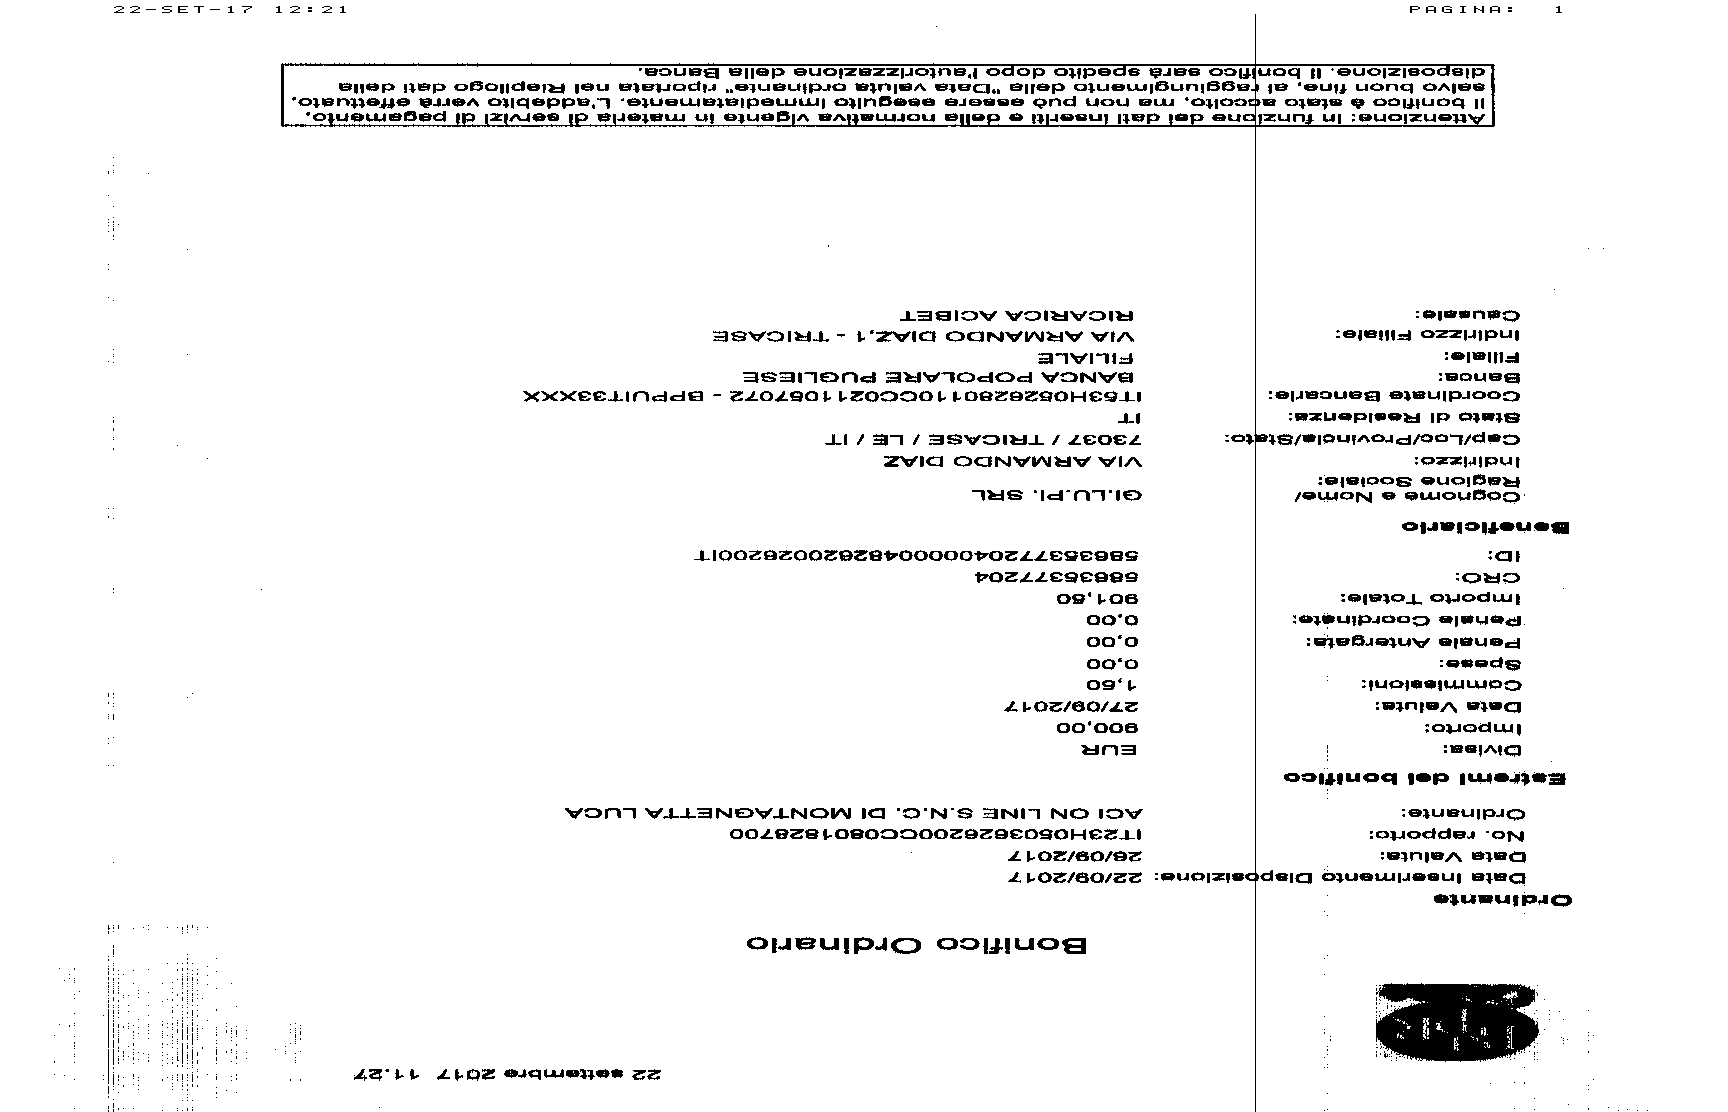 22-SET-17 12:21 PAGINA: 1
22 settembre 2017 11.27
Bonifico Ordinario
Ordinante
Data Inserimento Disposizione: 22/09/2017
Data Valuta: 26/09/2017
No. rapporto: IT23H0503626200CC0801828700
Ordinante: ACI ON LINE S.N.C. DI MONTAGNETTA LUCA
Estremi del bonifico
Divisa: EUR
Importo: 900,00
Data Valuta: 27/09/2017
Commissioni: 1,50
Spese: 0,00
Penale Antergata: 0,00
Penale Coordinate: 0,00
Importo Totale: 901,50
CRO: 58635377204
ID: 5863537720400000482620026200IT
Beneficiario
Cognome e Nome/
Ragione Sociale: GI.LU.PI. SRL
Indirizzo: VIA ARMANDO DIAZ
Cap/Loc/Provincia/Stato: 73037 / TRICASE / LE / IT
Stato di Residenza: IT
Coordinate Bancarie: IT53H0526280110CC0211057072 - BPPUIT33XXX
Banca: BANCA POPOLARE PUGLIESE
Filiale: FILIALE
Indirizzo Filiale: VIA ARMANDO DIAZ,1 - TRICASE
Causale: RICARICA ACIBET
Attenzione: in funzione dei dati inseriti e della normativa vigente in materia di servizi di pagamento,
il bonifico è stato accolto, ma non può essere eseguito immediatamente. L'addebito verrà effettuato,
salvo buon fine, al raggiungimento della "Data valuta ordinante" riportata nel Riepilogo dati della
disposizione. Il bonifico sarà spedito dopo l'autorizzazione della Banca.